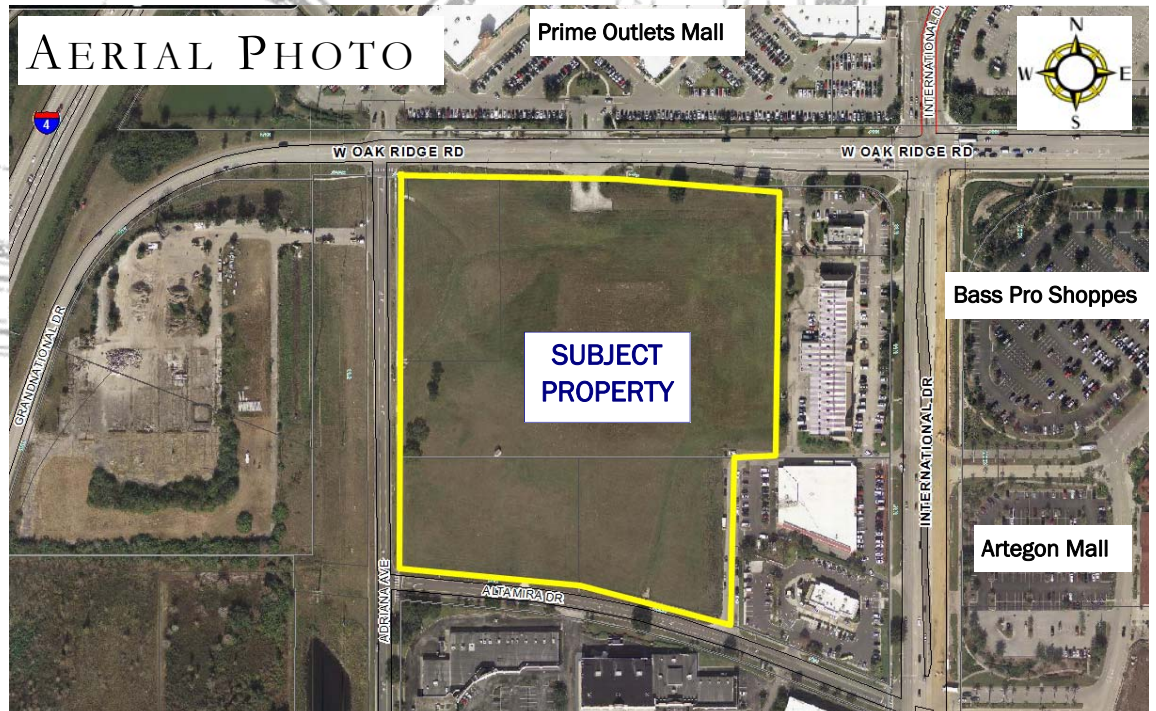 AERIAL PHOTO
Prime Outlets Mall
INTERNATIONAL DR
N
W
E
S
4
W OAK RIDGE RD
W OAK RIDGE RD
GRANDNATIONAL DR
Bass Pro Shoppes
SUBJECT
PROPERTY
INTERNATIONAL DR
Artegon Mall
ADRIANA AVE
ALTAMIRA DR